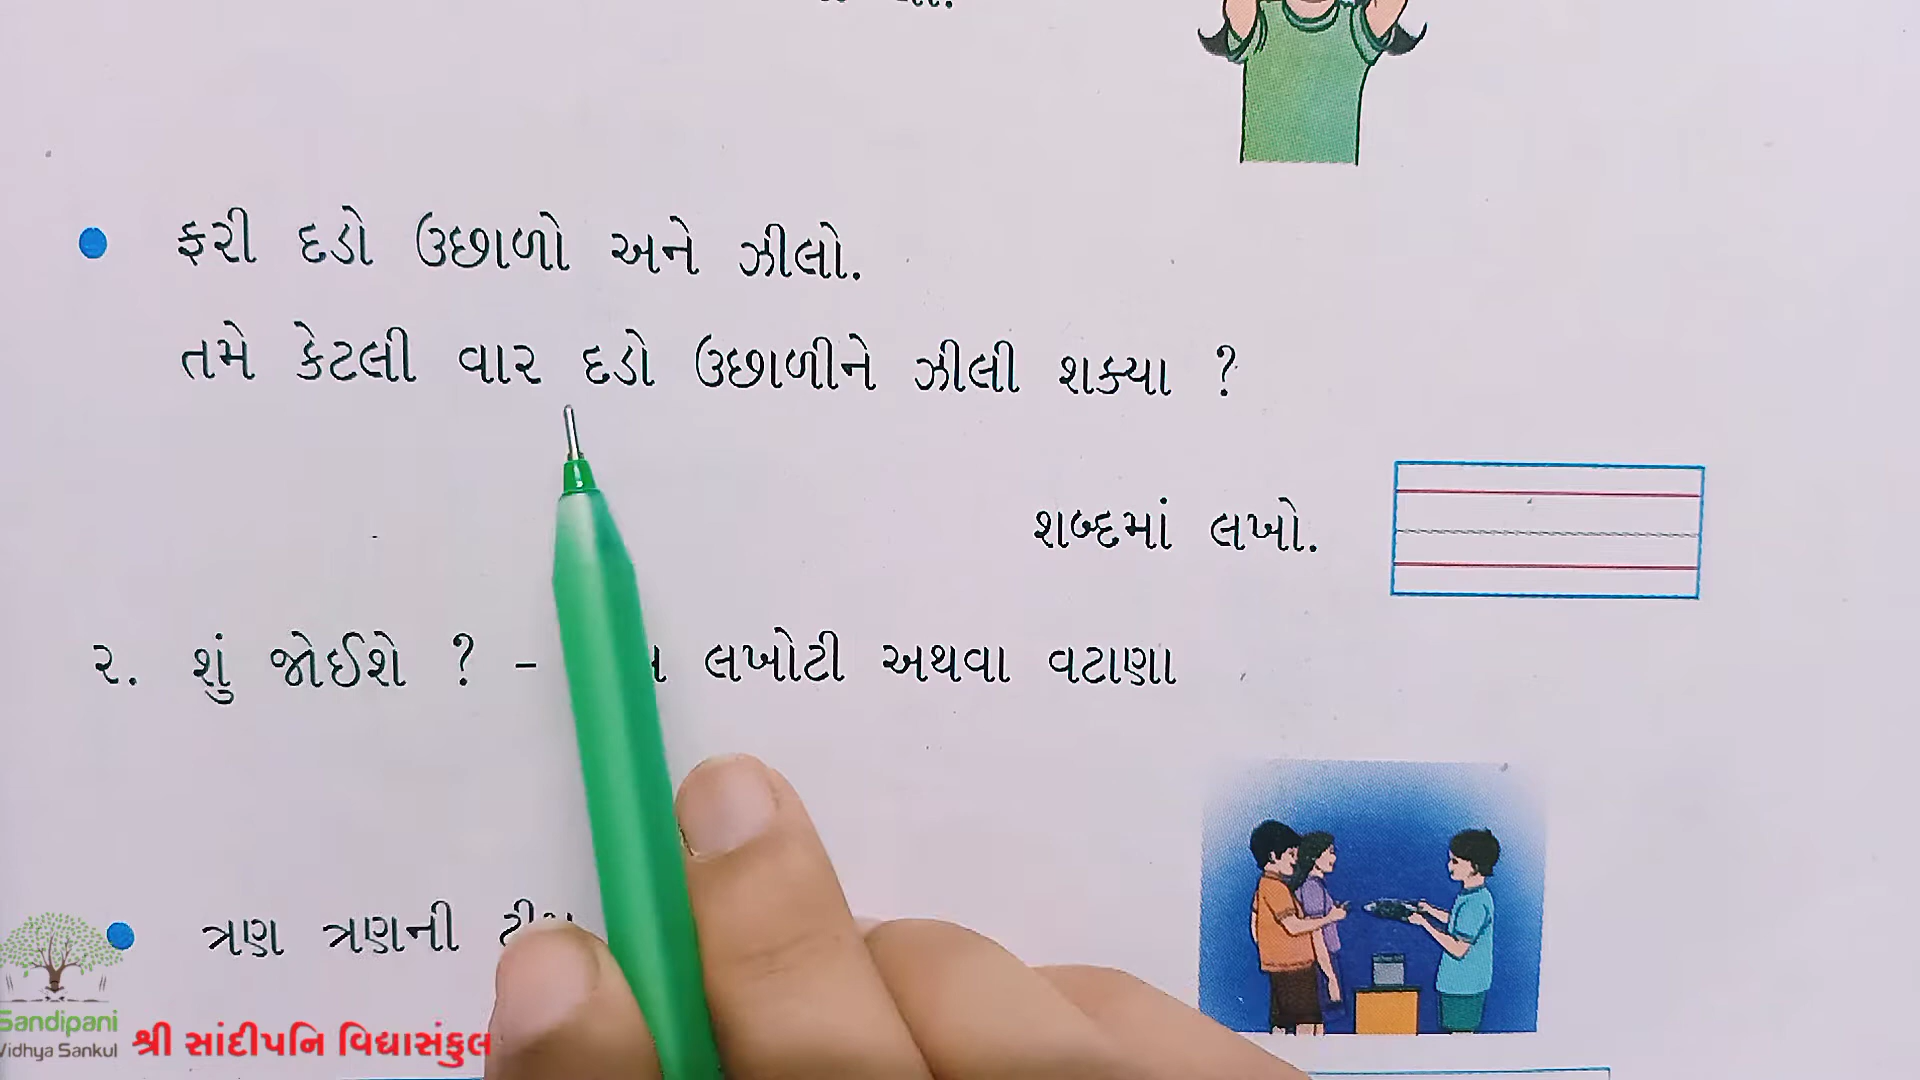 ફરી દડો ઉછાળો અને ઝીલો.
તમે કેટલી વાર દડો ઉછાળીને ઝીલી શક્યા ?
શબ્દમાં લખો.
૨. શું જોઈશે ? - લખોટી અથવા વટાણા
ત્રણ ત્રણની
Sandipani
Vidhya Sankul
શ્રી સાંદીપનિ વિદ્યાસંકુલ